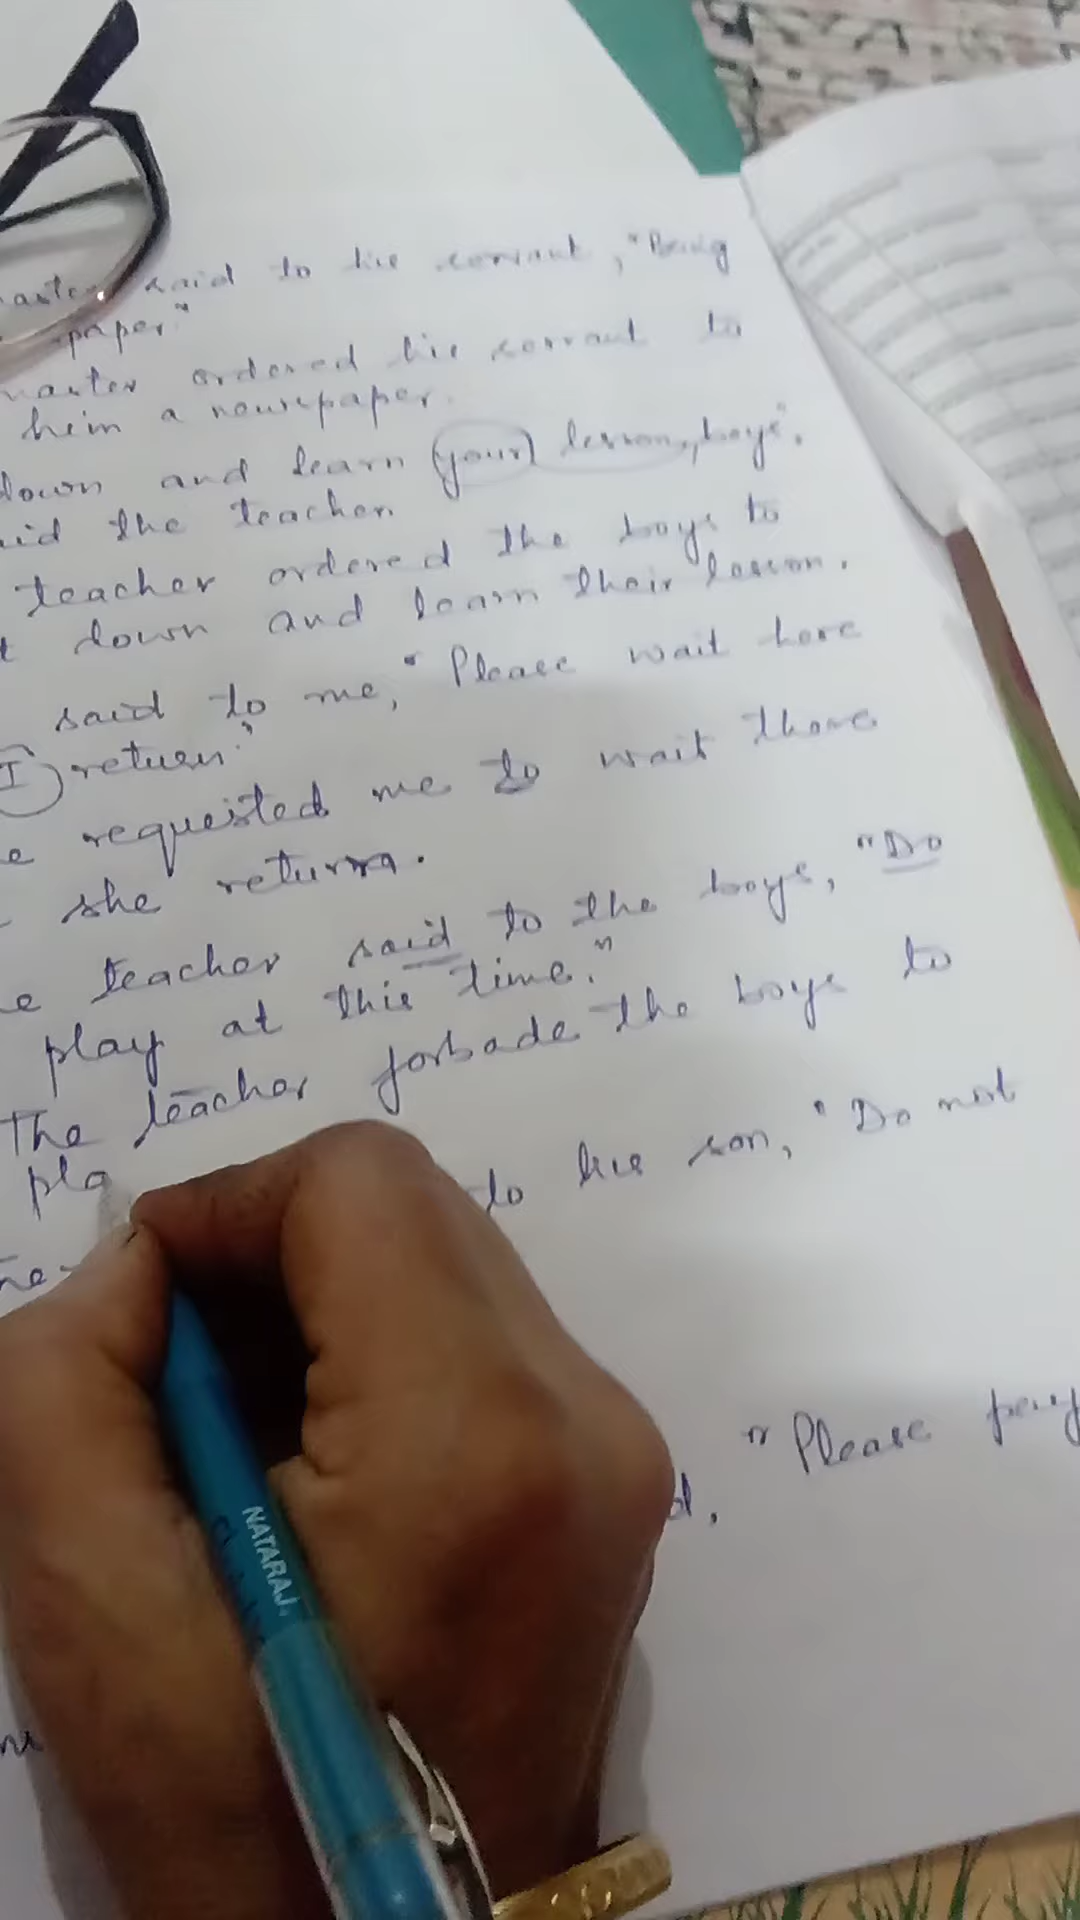 said to his servant, "Bring
paper."
master ordered his servant to
him a newspaper.
down and learn your lesson, boys",
the teacher
teacher ordered the boys to
down and learn their lesson.
said to me, "Please wait here
I return."
requested me to wait there
she return.
teacher said to the boys, "Do
play at this time."
The teacher forbade the boys to
pla
to his son, "Do not
"Please pay
NATARAJ